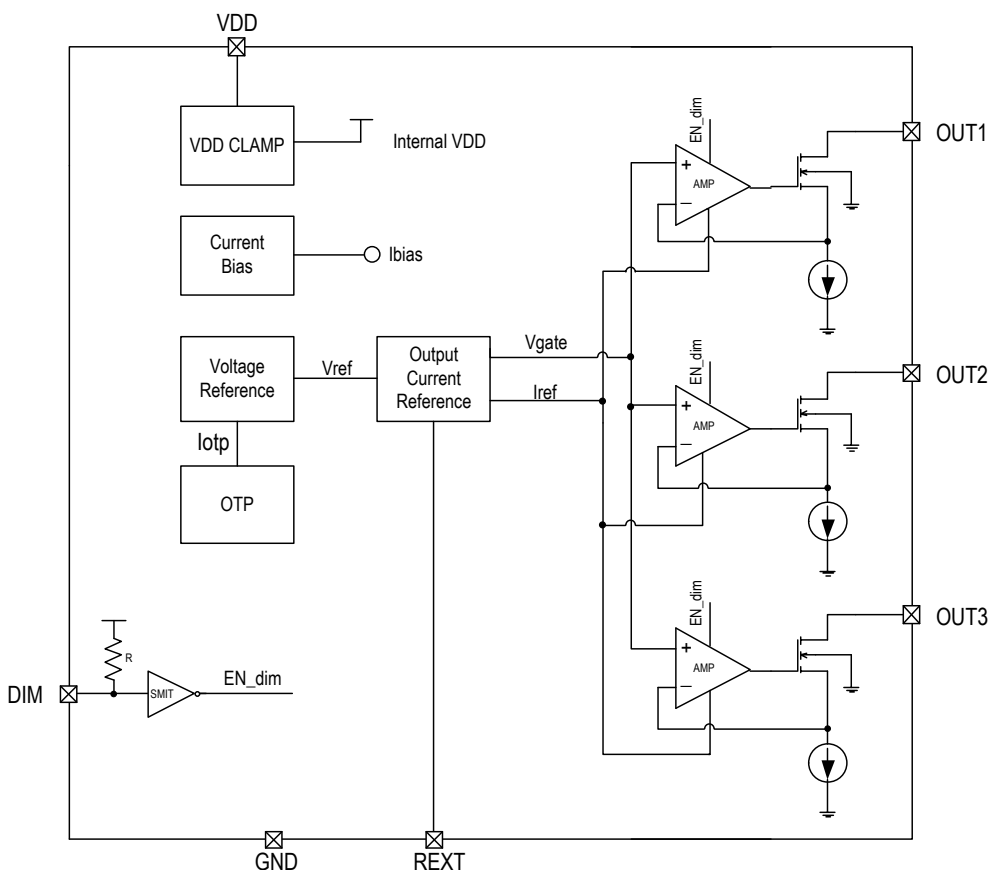 VDD
VDD CLAMP
Internal VDD
Current
Bias
Ibias
Voltage
Reference
Vref
Output
Current
Reference
Vgate
Iref
Iotp
OTP
R
DIM
SMIT
EN_dim
GND
REXT
EN_dim
+
AMP
−
OUT1
EN_dim
+
AMP
−
OUT2
EN_dim
+
AMP
−
OUT3